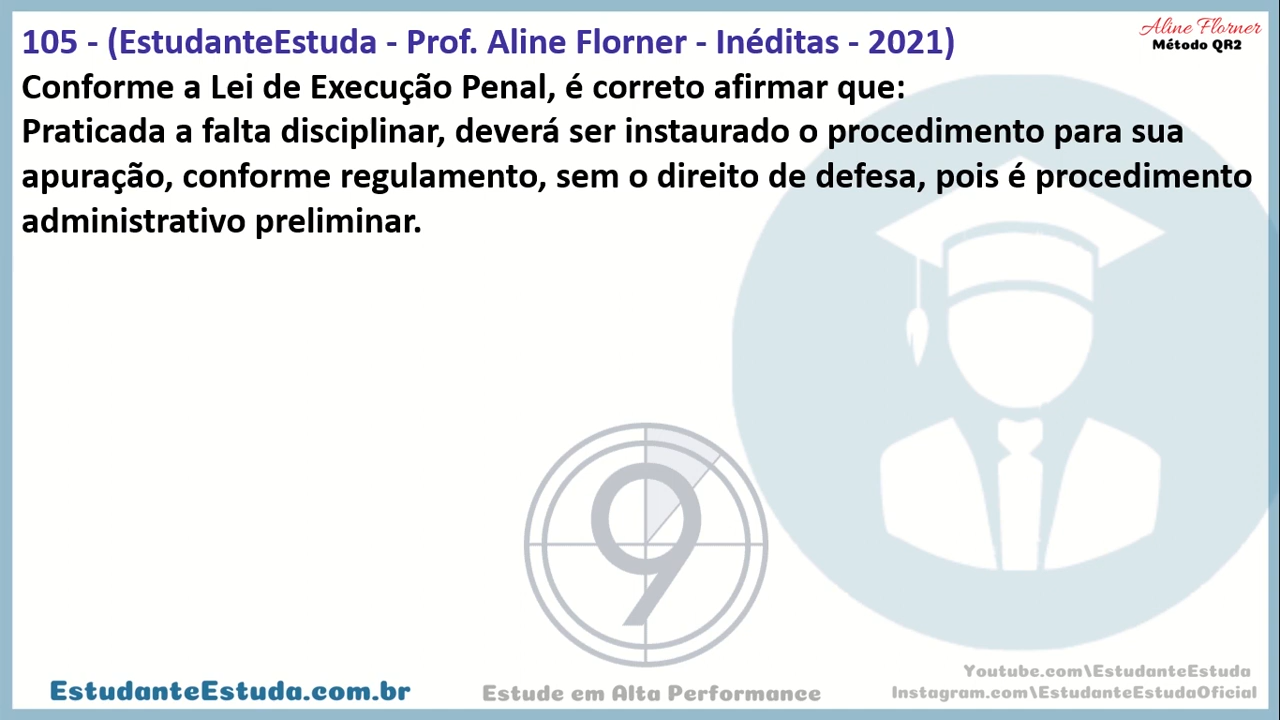 105 - (EstudanteEstuda - Prof. Aline Florner - Inéditas - 2021)
Aline Florner
Método QR2
Conforme a Lei de Execução Penal, é correto afirmar que:
Praticada a falta disciplinar, deverá ser instaurado o procedimento para sua
apuração, conforme regulamento, sem o direito de defesa, pois é procedimento
administrativo preliminar.
9
EstudanteEstuda.com.br
Estude em Alta Performance
Youtube.com\EstudanteEstuda
Instagram.com\EstudanteEstudaOficial